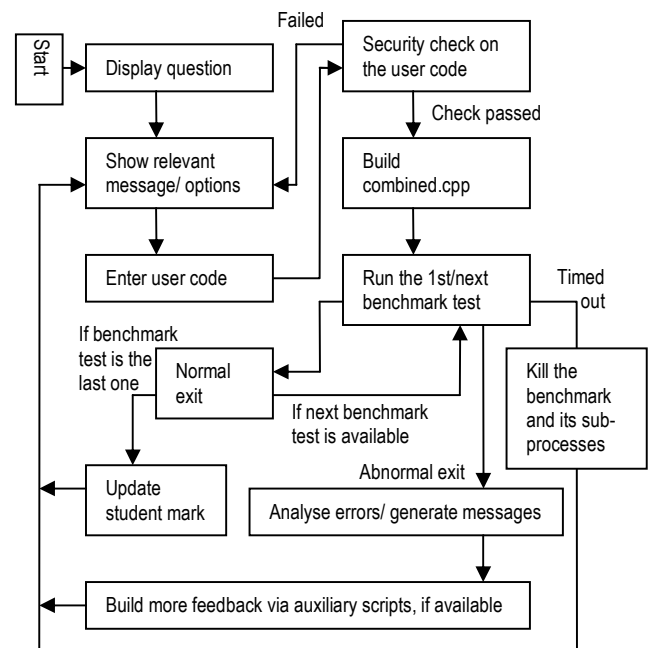 Start
Display question
Failed
Security check on
the user code
Check passed
Show relevant
message/ options
Build
combined.cpp
Enter user code
Run the 1st/next
benchmark test
Timed
out
If benchmark
test is the
last one
Normal
exit
If next benchmark
test is available
Kill the
benchmark
and its sub-
processes
Abnormal exit
Update
student mark
Analyse errors/ generate messages
Build more feedback via auxiliary scripts, if available